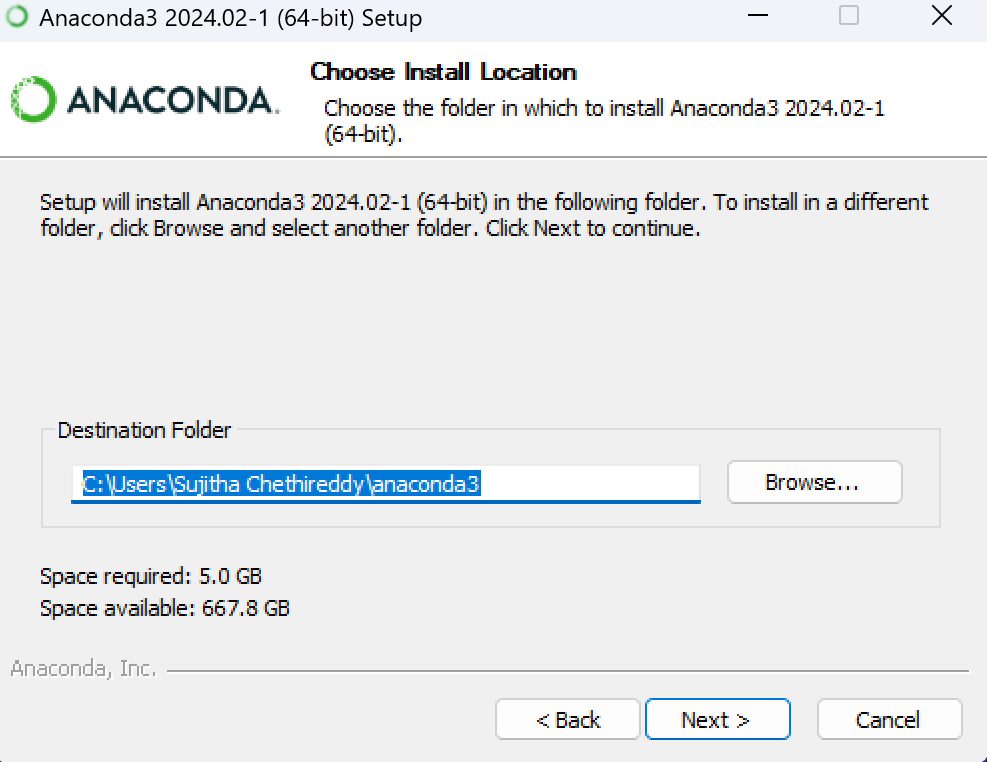 Anaconda3 2024.02-1 (64-bit) Setup
ANACONDA.
Choose Install Location
Choose the folder in which to install Anaconda3 2024.02-1
(64-bit).
Setup will install Anaconda3 2024.02-1 (64-bit) in the following folder. To install in a different
folder, click Browse and select another folder. Click Next to continue.
Destination Folder
C:\Users\Sujitha Chethireddy\anaconda3
Browse...
Space required: 5.0 GB
Space available: 667.8 GB
Anaconda, Inc.
< Back
Next >
Cancel